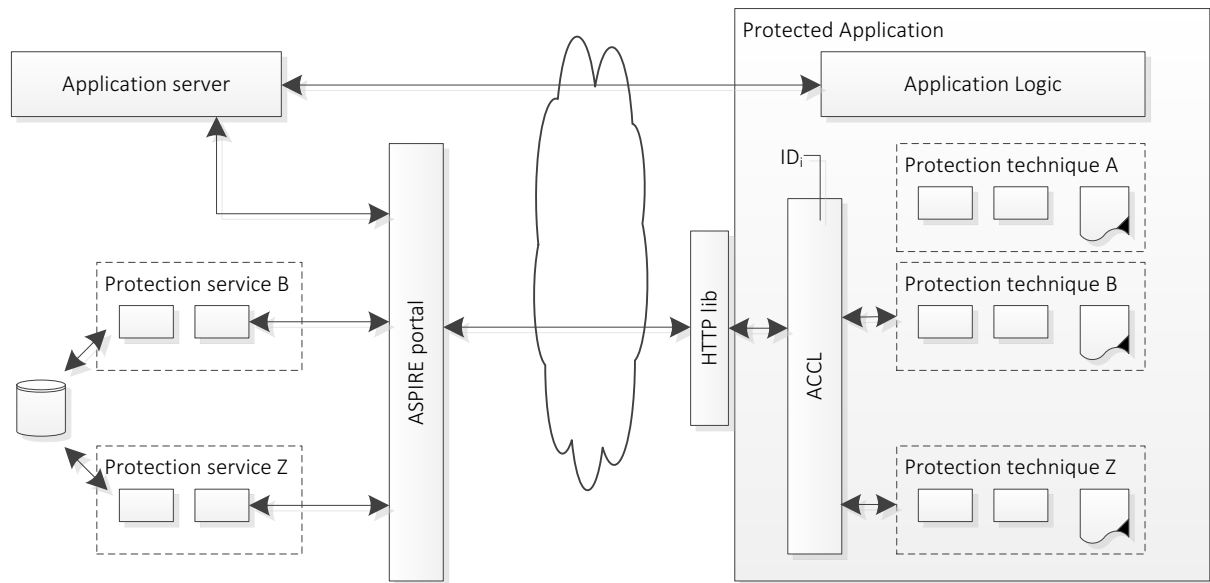 Protected Application
Application server
Application Logic
ID_i
Protection technique A
Protection service B
Protection technique B
ASPIRE portal
HTTP lib
ACCL
Protection service Z
Protection technique Z